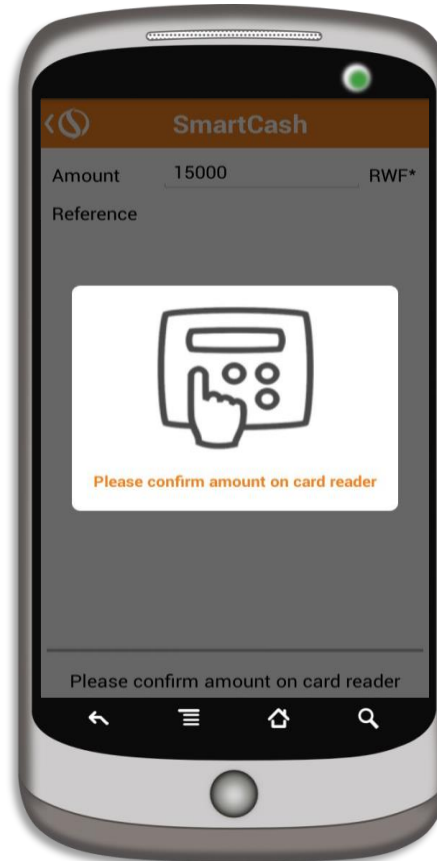 SmartCash
Amount 15000 RWF*
Reference
Please confirm amount on card reader
Please confirm amount on card reader